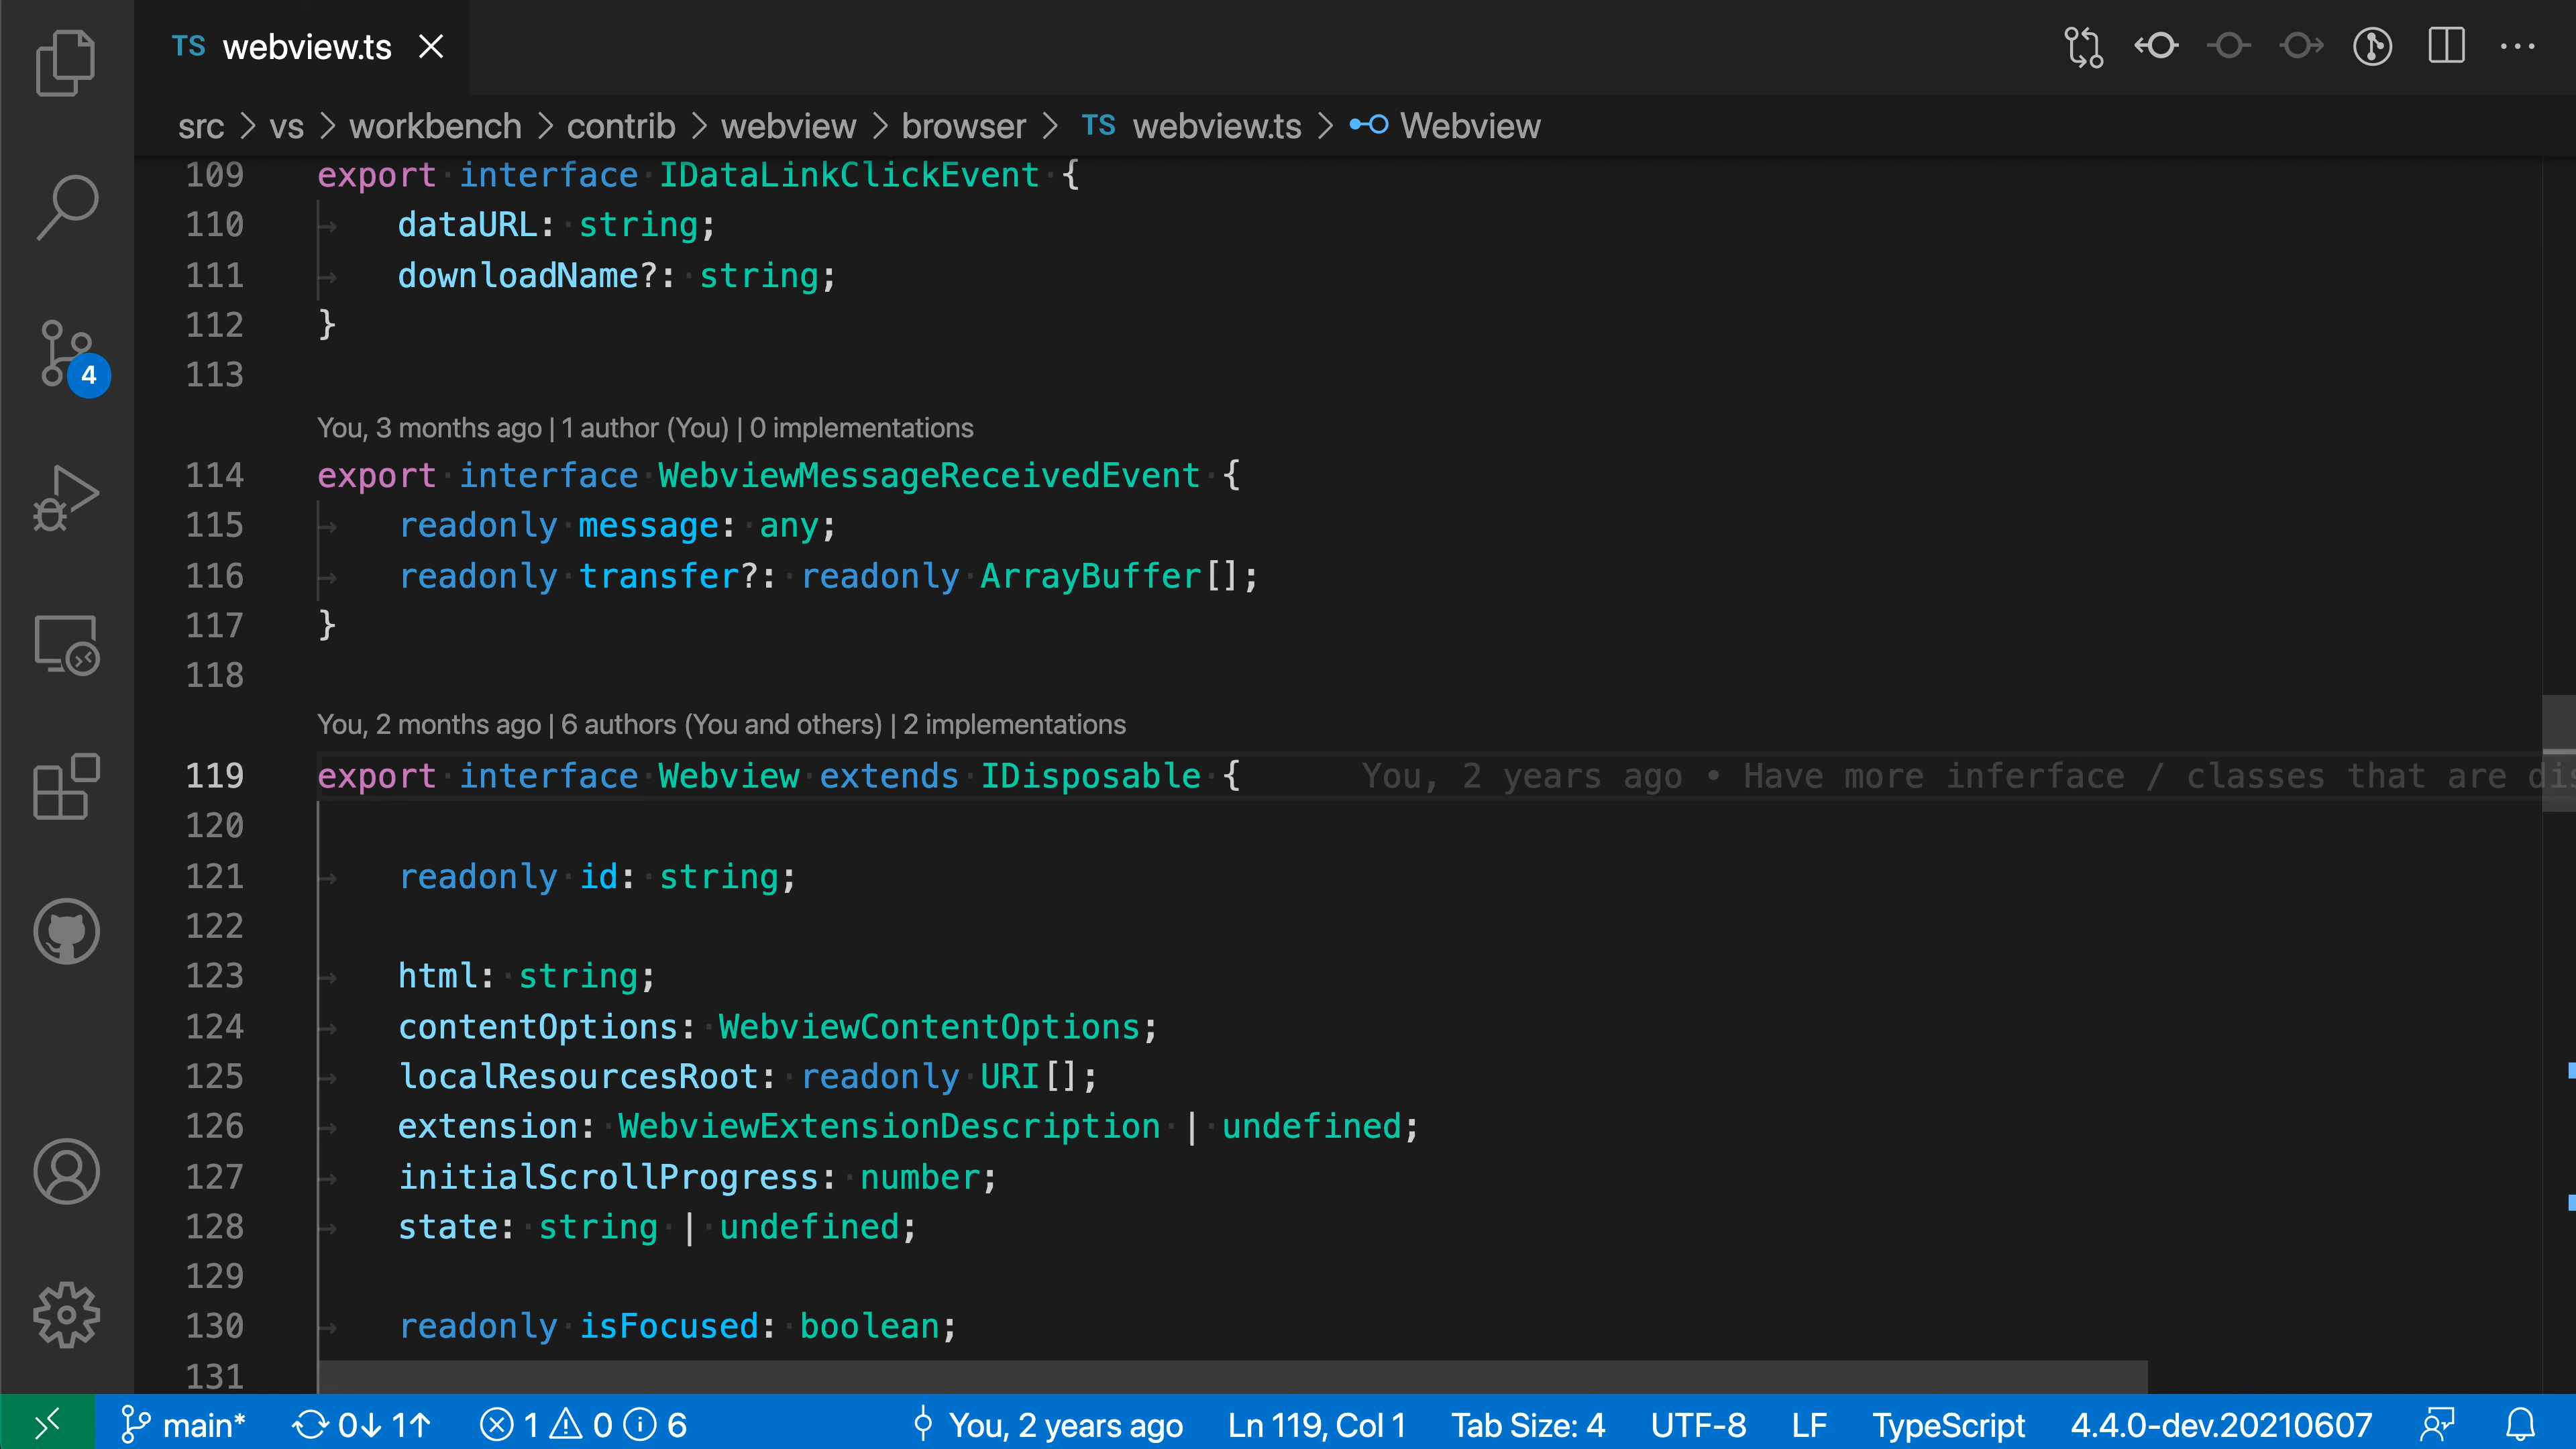 TS webview.ts
src > vs > workbench > contrib > webview > browser > TS webview.ts > Webview
109 export interface IDataLinkClickEvent {
110 dataURL: string;
111 downloadName?: string;
112 }
113
You, 3 months ago | 1 author (You) | 0 implementations
114 export interface WebviewMessageReceivedEvent {
115 readonly message: any;
116 readonly transfer?: readonly ArrayBuffer[];
117 }
118
You, 2 months ago | 6 authors (You and others) | 2 implementations
119 export interface Webview extends IDisposable { You, 2 years ago • Have more inferface / classes that are dis
120
121 readonly id: string;
122
123 html: string;
124 contentOptions: WebviewContentOptions;
125 localResourcesRoot: readonly URI[];
126 extension: WebviewExtensionDescription | undefined;
127 initialScrollProgress: number;
128 state: string | undefined;
129
130 readonly isFocused: boolean;
131
4
main* 0↓ 1↑ 1 0 6 You, 2 years ago Ln 119, Col 1 Tab Size: 4 UTF-8 LF TypeScript 4.4.0-dev.20210607